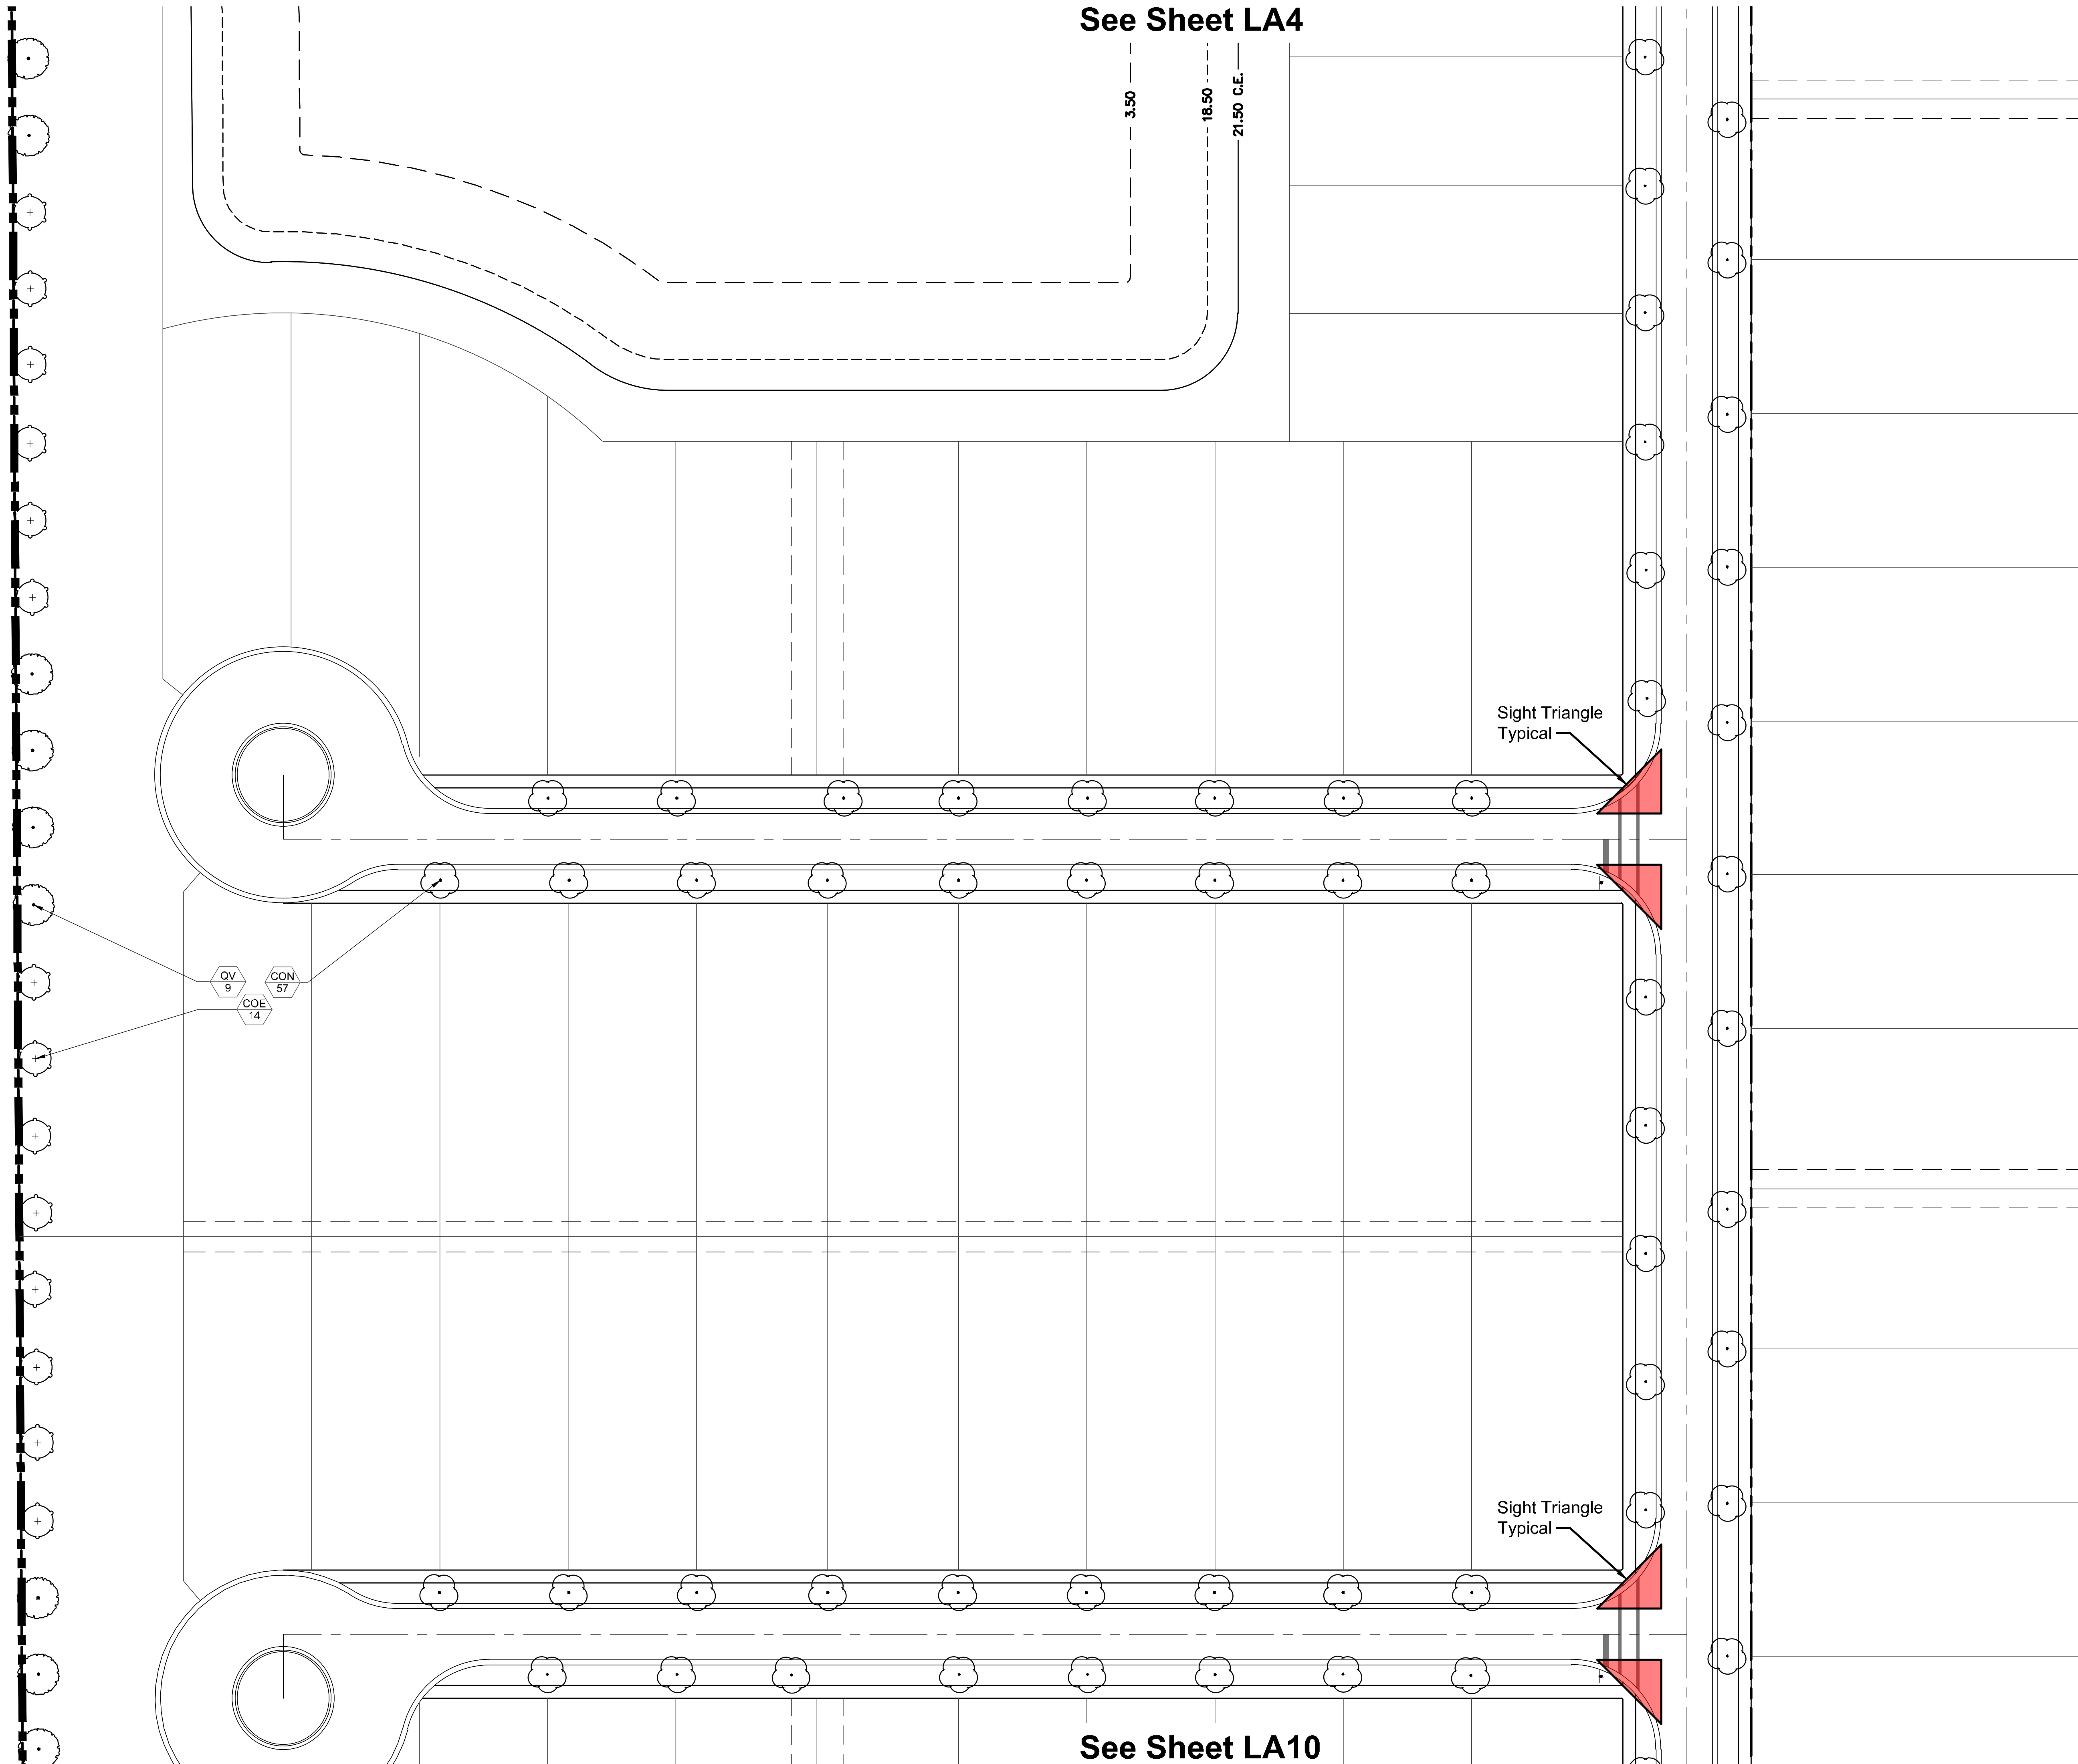 See Sheet LA4
3.50
18.50
21.50 C.E.
Sight Triangle
Typical
QV
9
CON
57
COE
14
Sight Triangle
Typical
See Sheet LA10